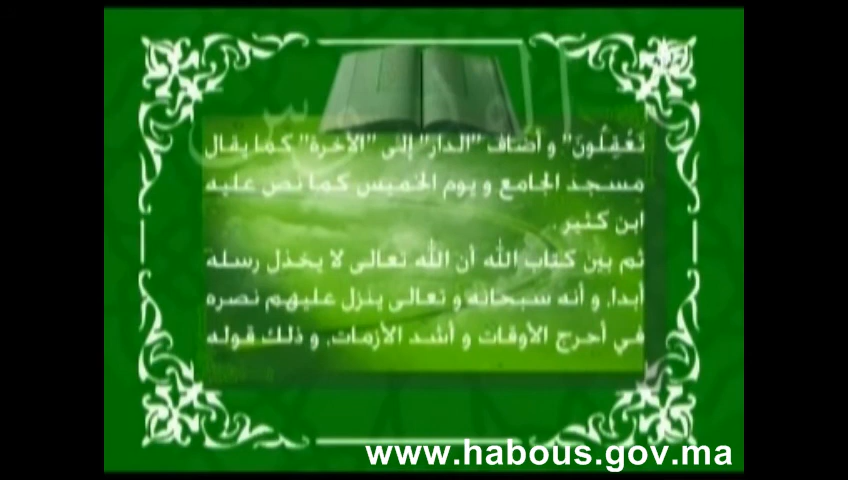 تَعْقِلُونَ" و أضاف "الدار" إلى "الآخرة" كما يقال
مسجد الجامع و يوم الخميس كما نص عليه
ابن كثير .
ثم بين كتاب الله أن الله تعالى لا يخذل رسله
أبدا، و أنه سبحانه و تعالى ينزل عليهم نصره
في أحرج الأوقات و أشد الأزمات، و ذلك قوله
www.habous.gov.ma